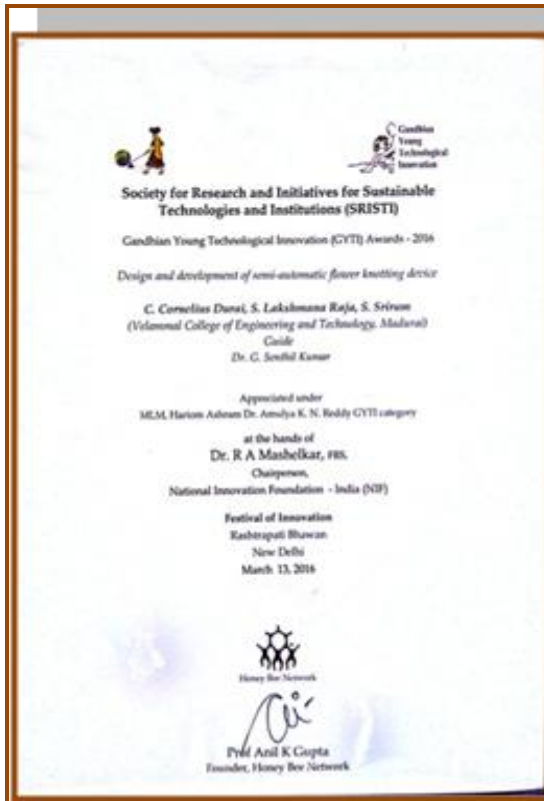 Gandhian
Young
Technological
Innovation
Society for Research and Initiatives for Sustainable
Technologies and Institutions (SRISTI)
Gandhian Young Technological Innovation (GYTI) Awards - 2016
Design and development of semi-automatic flower knotting device
C. Cornelius Durai, S. Lakshmana Raja, S. Sriram
(Velammal College of Engineering and Technology, Madurai)
Guide
Dr. G. Senthil Kumar
Appreciated under
MLM, Hariom Ashram Dr. Amulya K. N. Reddy GYTI category
at the hands of
Dr. R A Mashelkar, FRS.
Chairperson,
National Innovation Foundation - India (NIF)
Festival of Innovation
Rashtrapati Bhawan
New Delhi
March 13, 2016
Honey Bee Network
Prof Anil K Gupta
Founder, Honey Bee Network